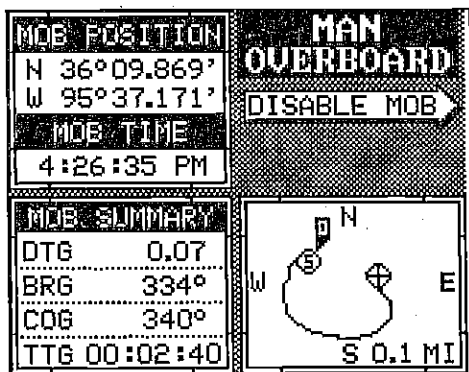 MOB POSITION
N 36°09.869'
W 95°37.171'
MOB TIME
4:26:35 PM
MAN
OVERBOARD
DISABLE MOB
MOB SUMMARY
DTG 0.07
BRG 334°
COG 340°
TTG 00:02:40
N
W E
S 0.1 MI